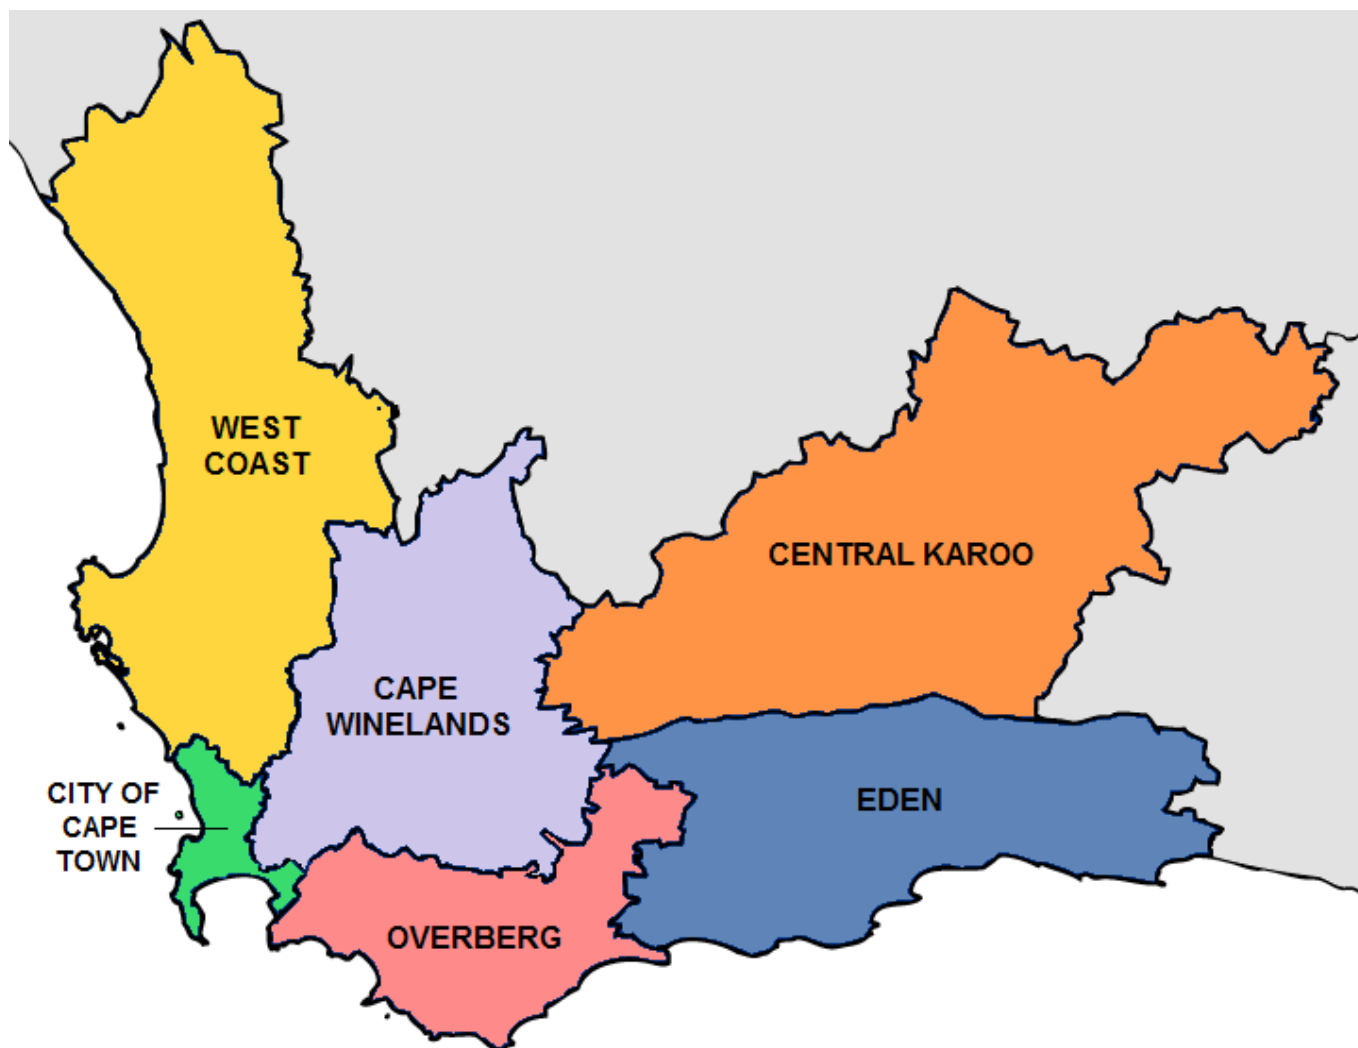 WEST
COAST
CENTRAL KAROO
CAPE
WINELANDS
CITY OF
CAPE
TOWN
EDEN
OVERBERG